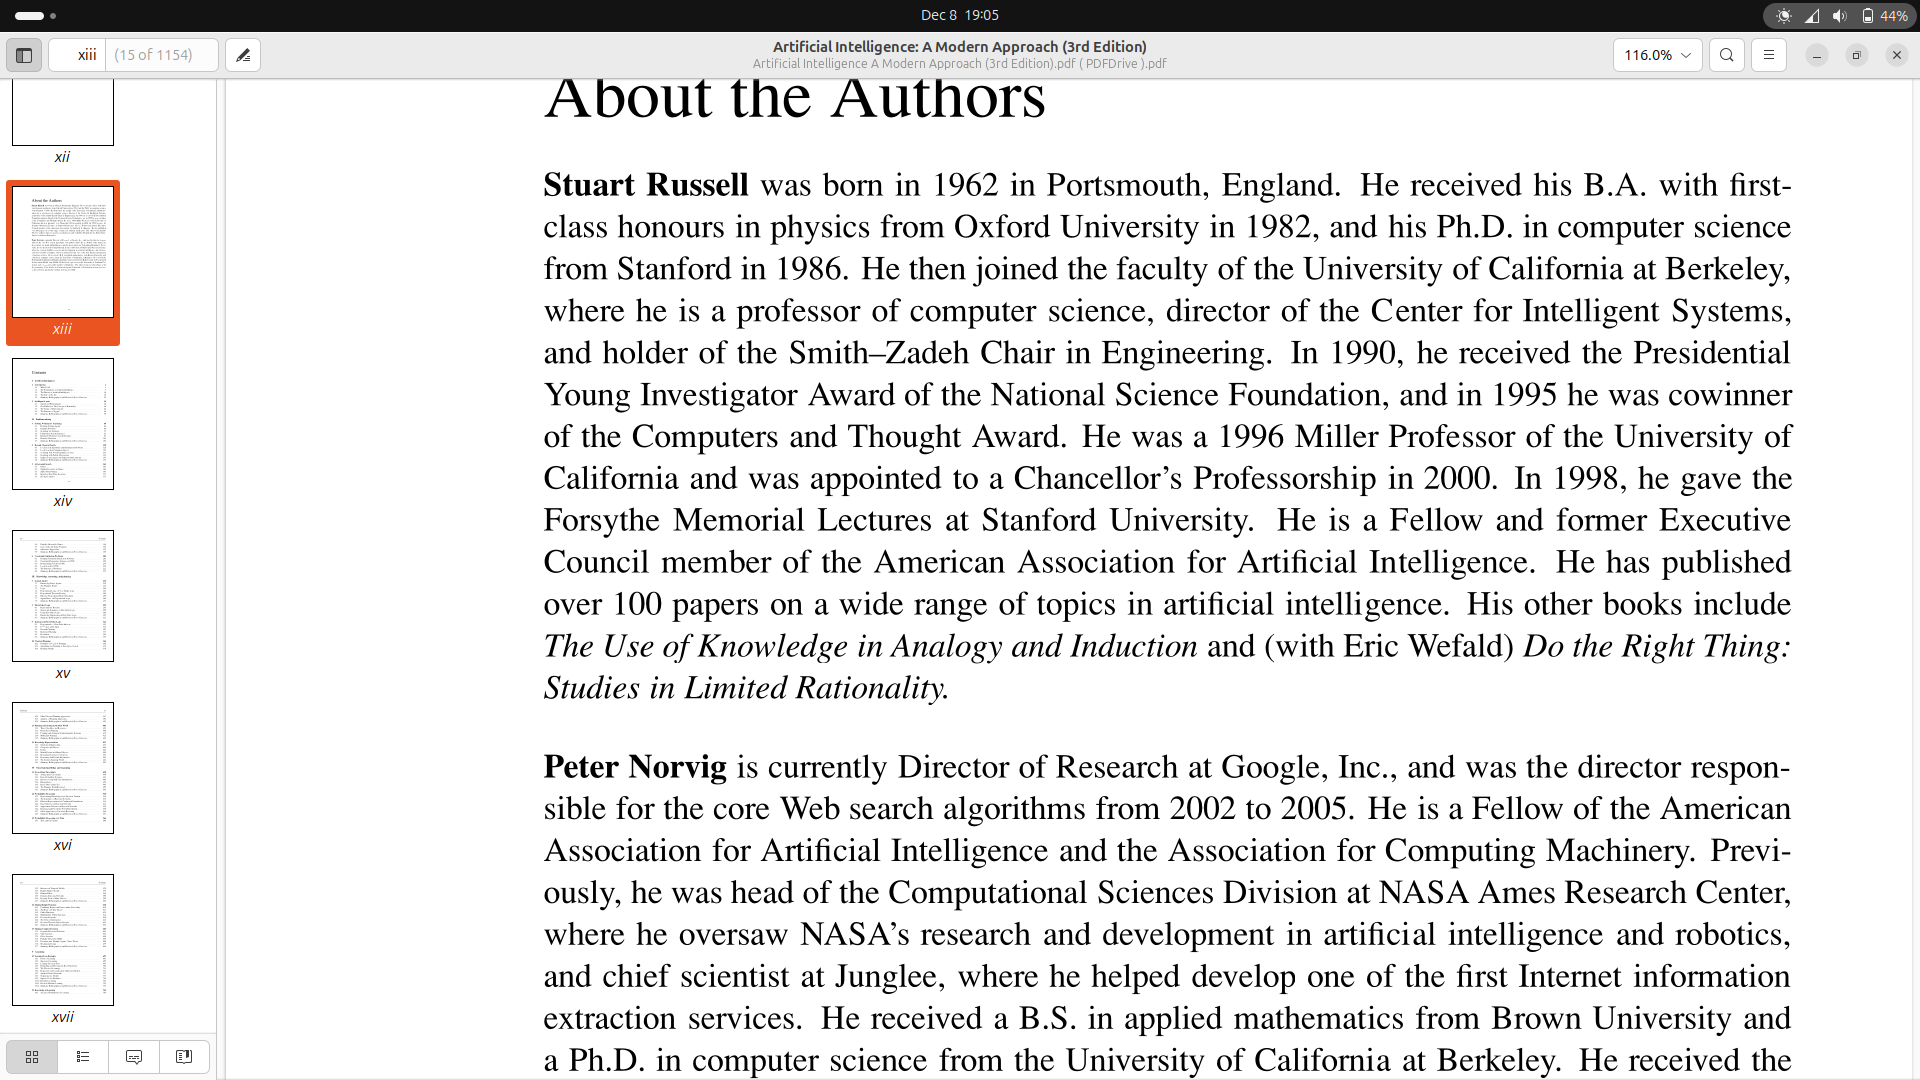 Dec 8 19:05
44%
xiii
(15 of 1154)
Artificial Intelligence: A Modern Approach (3rd Edition)
Artificial Intelligence A Modern Approach (3rd Edition).pdf ( PDFDrive ).pdf
116.0%
xii
xiii
xiv
xv
xvi
xvii
About the Authors
Stuart Russell was born in 1962 in Portsmouth, England. He received his B.A. with first-
class honours in physics from Oxford University in 1982, and his Ph.D. in computer science
from Stanford in 1986. He then joined the faculty of the University of California at Berkeley,
where he is a professor of computer science, director of the Center for Intelligent Systems,
and holder of the Smith–Zadeh Chair in Engineering. In 1990, he received the Presidential
Young Investigator Award of the National Science Foundation, and in 1995 he was cowinner
of the Computers and Thought Award. He was a 1996 Miller Professor of the University of
California and was appointed to a Chancellor's Professorship in 2000. In 1998, he gave the
Forsythe Memorial Lectures at Stanford University. He is a Fellow and former Executive
Council member of the American Association for Artificial Intelligence. He has published
over 100 papers on a wide range of topics in artificial intelligence. His other books include
The Use of Knowledge in Analogy and Induction and (with Eric Wefald) Do the Right Thing:
Studies in Limited Rationality.
Peter Norvig is currently Director of Research at Google, Inc., and was the director respon-
sible for the core Web search algorithms from 2002 to 2005. He is a Fellow of the American
Association for Artificial Intelligence and the Association for Computing Machinery. Previ-
ously, he was head of the Computational Sciences Division at NASA Ames Research Center,
where he oversaw NASA's research and development in artificial intelligence and robotics,
and chief scientist at Junglee, where he helped develop one of the first Internet information
extraction services. He received a B.S. in applied mathematics from Brown University and
a Ph.D. in computer science from the University of California at Berkeley. He received the